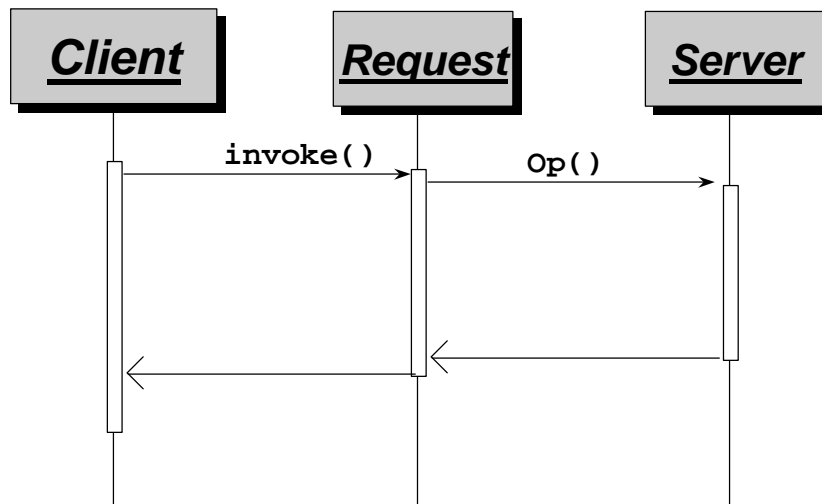 Client
Request
Server
invoke()
Op()